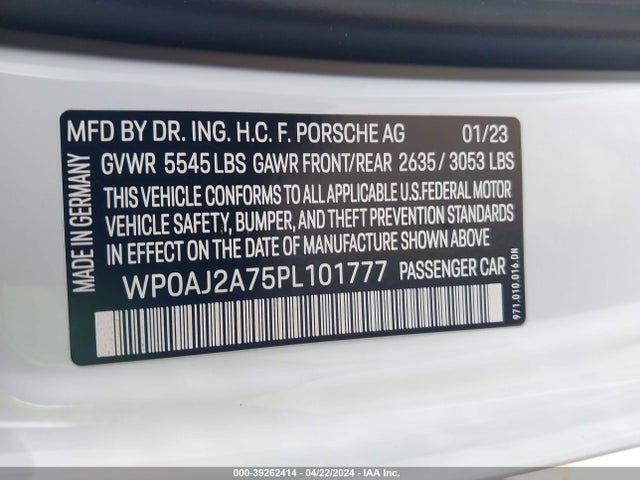 MFD BY DR. ING. H.C. F. PORSCHE AG 01/23
GVWR 5545 LBS GAWR FRONT/REAR 2635 / 3053 LBS
THIS VEHICLE CONFORMS TO ALL APPLICABLE U.S. FEDERAL MOTOR
VEHICLE SAFETY, BUMPER, AND THEFT PREVENTION STANDARDS
IN EFFECT ON THE DATE OF MANUFACTURE SHOWN ABOVE
WP0AJ2A75PL101777 PASSENGER CAR
MADE IN GERMANY
971.010.016.DN
000-39262414 - 04/22/2024 - IAA Inc.